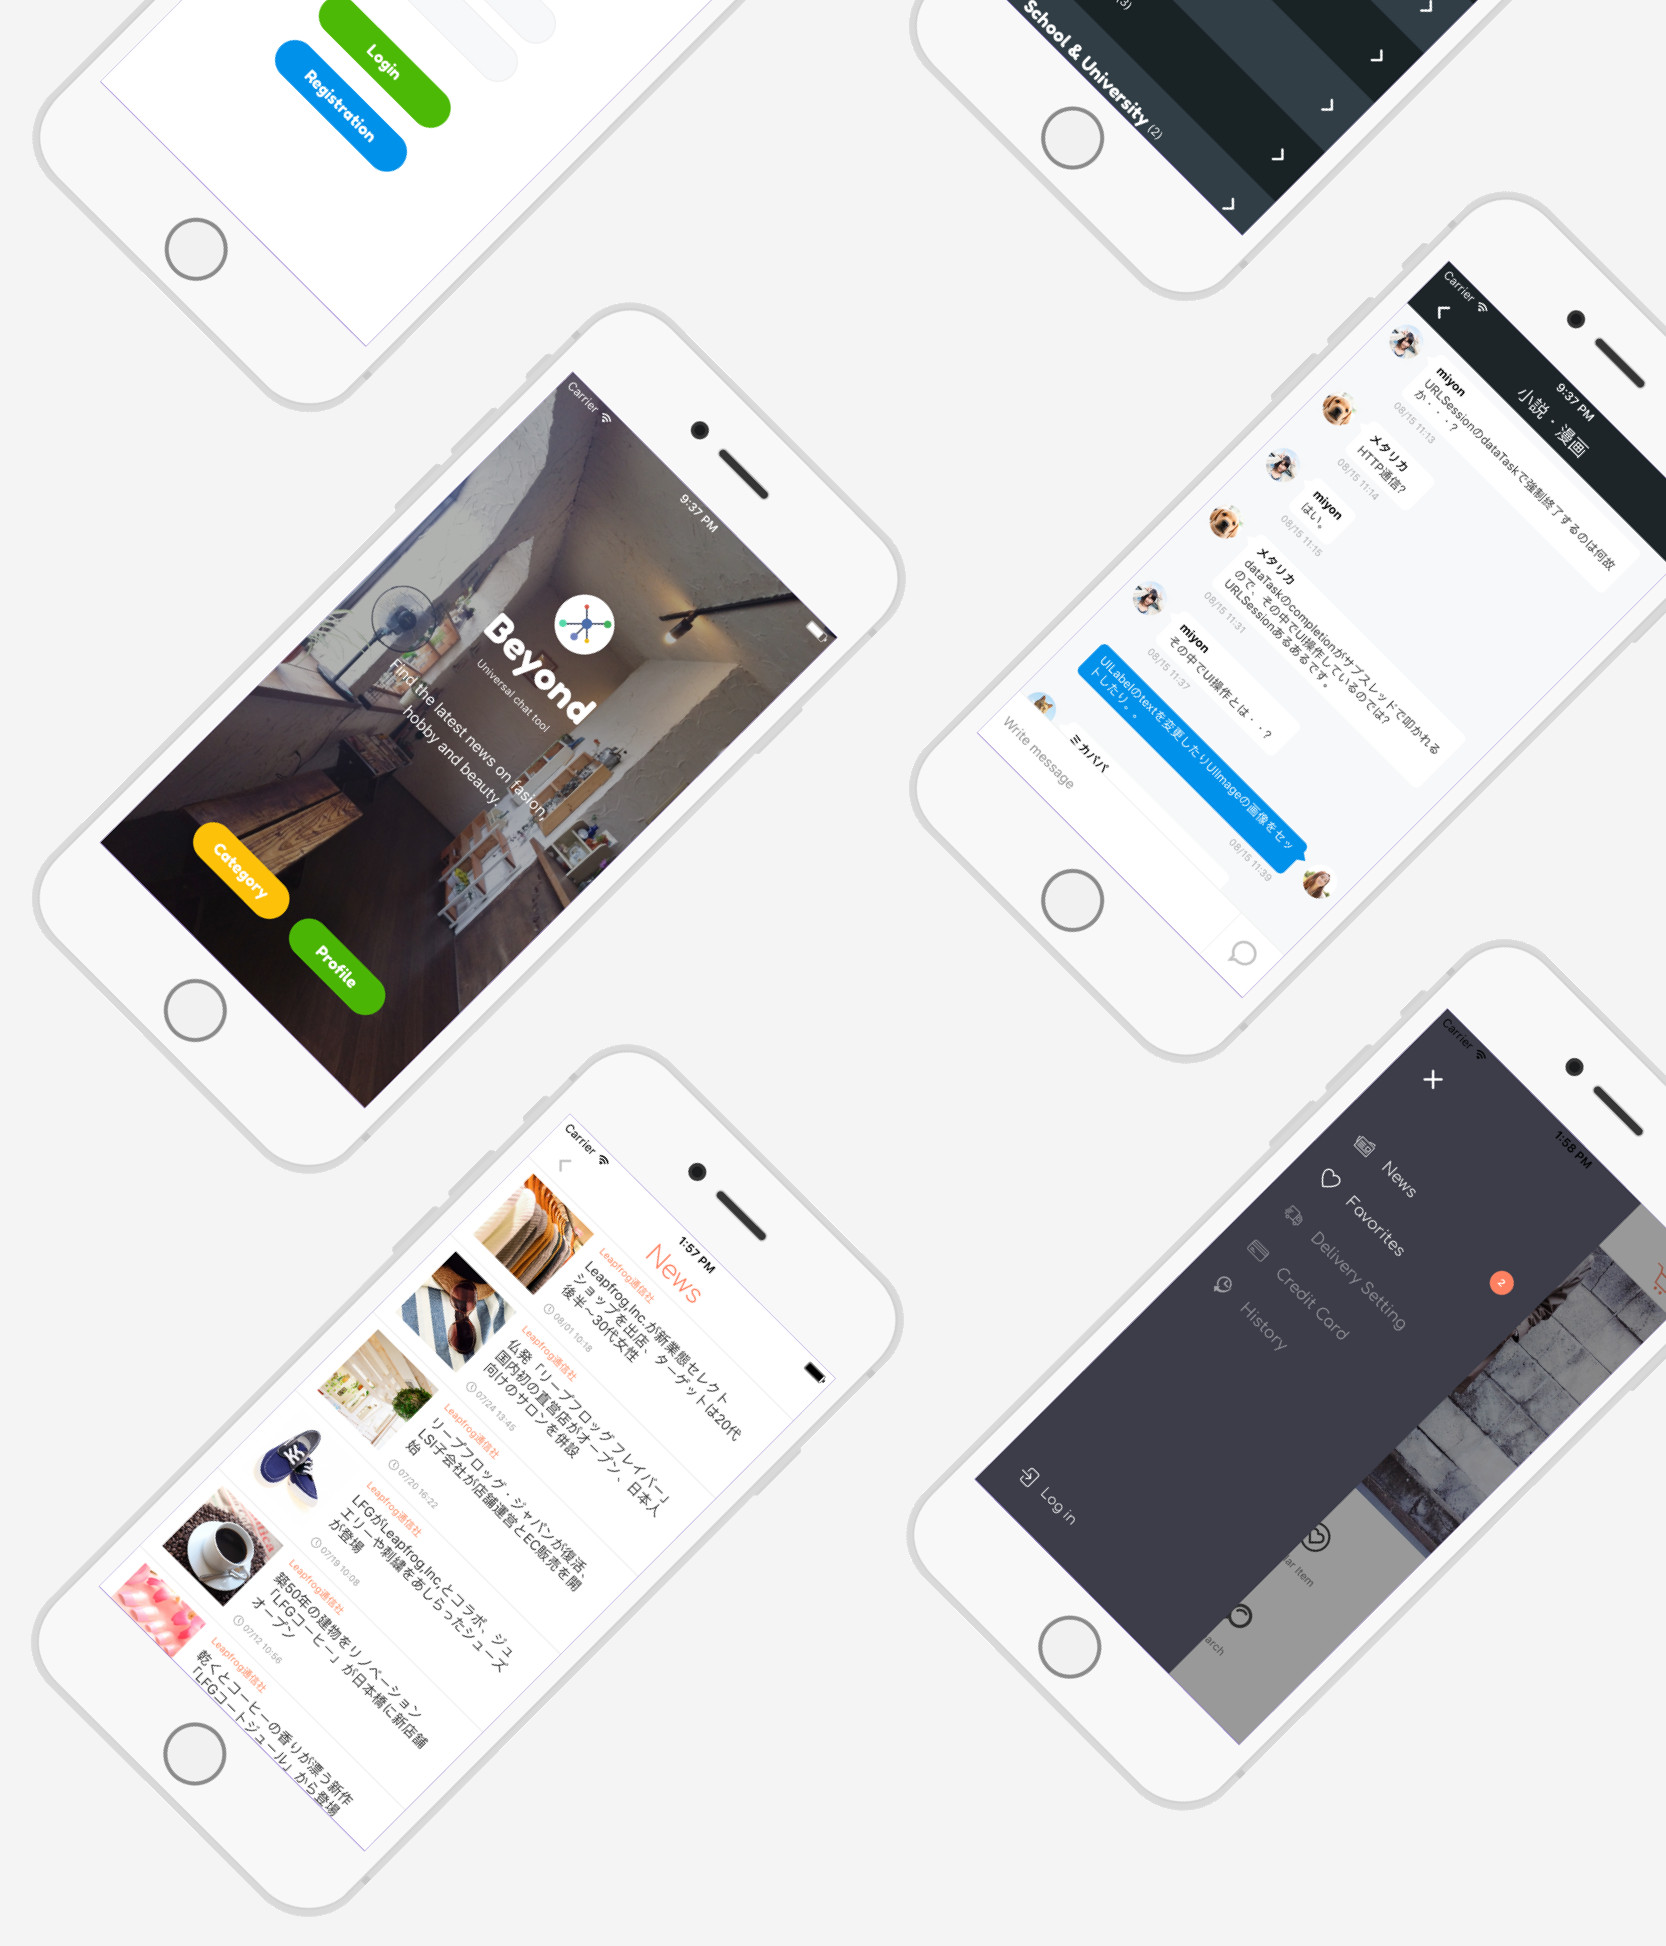 Login
Registration
(3)
School & University (2)
Carrier
9:37 PM
Beyond
Universal chat tool
Find the latest news on fasion,
hobby and beauty.
Category
Profile
Carrier
9:37 PM
小説・漫画
miyon
URLSessionのdataTaskで強制終了するのは何故
か・・・?
08/15 11:13
メタリカ
HTTP通信?
08/15 11:14
miyon
はい。
08/15 11:15
メタリカ
dataTaskのcompletionがサブスレッドで叩かれる
ので、その中でUI操作しているのでは?
URLSessionあるあるです。
08/15 11:31
miyon
その中でUI操作とは・・・?
08/15 11:37
UILabelのtextを変更したりUIImageの画像をセッ
トしたり。。
08/15 11:39
ミカパパ
Write message
Carrier
1:57 PM
News
Leapfrog通信社
Leapfrog,Inc.が新業態セレクト
ショップを出店、ターゲットは20代
後半〜30代女性
08/01 10:18
Leapfrog通信社
仏発「リープフロッグ フレイバー」
国内初の直営店がオープン、日本人
向けのサロンを併設
07/24 13:45
Leapfrog通信社
リープフロッグ・ジャパンが復活、
LSI子会社が店舗運営とEC販売を開
始
07/20 16:22
Leapfrog通信社
LFGがLeapfrog,Inc,とコラボ、ジュ
エリーや刺繍をあしらったシューズ
が登場
07/19 10:08
Leapfrog通信社
築50年の建物をリノベーション
「LFGコーヒー」が日本橋に新店舗
オープン
07/12 10:56
Leapfrog通信社
乾くとコーヒーの香りが漂う新作
「LFGコートジュール」から登場
Carrier
1:58 PM
News
Favorites
2
Delivery Setting
Credit Card
History
Log in
ar Item
arch